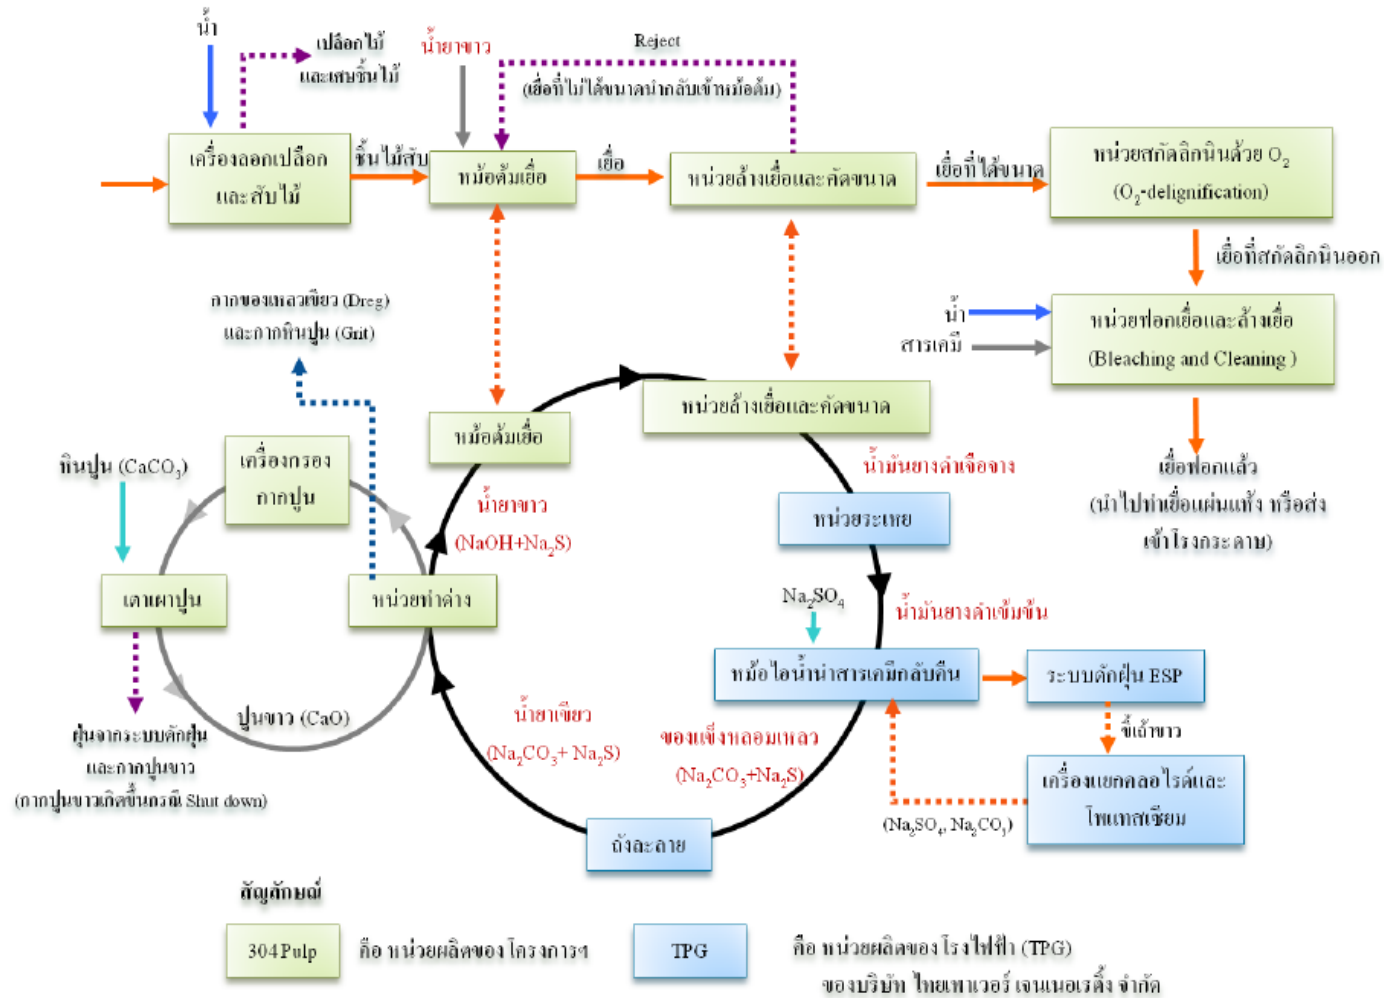 น้ำ
เปลือกไม้
และเศษชิ้นไม้
น้ำยาขาว
Reject
(เยื่อที่ไม่ได้ขนาดนำกลับเข้าหม้อต้ม)
เครื่องลอกเปลือก
และสับไม้
ชิ้นไม้สับ
หม้อต้มเยื่อ
เยื่อ
หน่วยล้างเยื่อและคัดขนาด
เยื่อที่ได้ขนาด
หน่วยสกัดลิกนินด้วย O₂
(O₂-delignification)
เยื่อที่สกัดลิกนินออก
น้ำ
สารเคมี
หน่วยฟอกเยื่อและล้างเยื่อ
(Bleaching and Cleaning )
เยื่อฟอกแล้ว
(นำไปทำเยื่อแผ่นแห้ง หรือส่ง
เข้าโรงกระดาษ)
กากของเหลวเขียว (Dreg)
และกากหินปูน (Grit)
หม้อต้มเยื่อ
หน่วยล้างเยื่อและคัดขนาด
หินปูน (CaCO₃)
เครื่องกรอง
กากปูน
น้ำยาขาว
(NaOH+Na₂S)
น้ำมันยางดำเจือจาง
หน่วยระเหย
เตาเผาปูน
หน่วยทำด่าง
Na₂SO₄
น้ำมันยางดำเข้มข้น
หม้อไอน้ำนำสารเคมีกลับคืน
ระบบดักฝุ่น ESP
ขี้เถ้าขาว
ปูนขาว (CaO)
น้ำยาเขียว
(Na₂CO₃+ Na₂S)
ของแข็งหลอมเหลว
(Na₂CO₃+Na₂S)
เครื่องแยกคลอไรด์และ
โพแทสเซียม
(Na₂SO₄, Na₂CO₃)
ฝุ่นจากระบบดักฝุ่น
และกากปูนขาว
(กากปูนขาวเกิดขึ้นกรณี Shut down)
ถังละลาย
สัญลักษณ์
304 Pulp
คือ หน่วยผลิตของโครงการฯ
TPG
คือ หน่วยผลิตของโรงไฟฟ้า (TPG)
ของบริษัท ไทยเพาเวอร์ เจนเนอเรติ้ง จำกัด